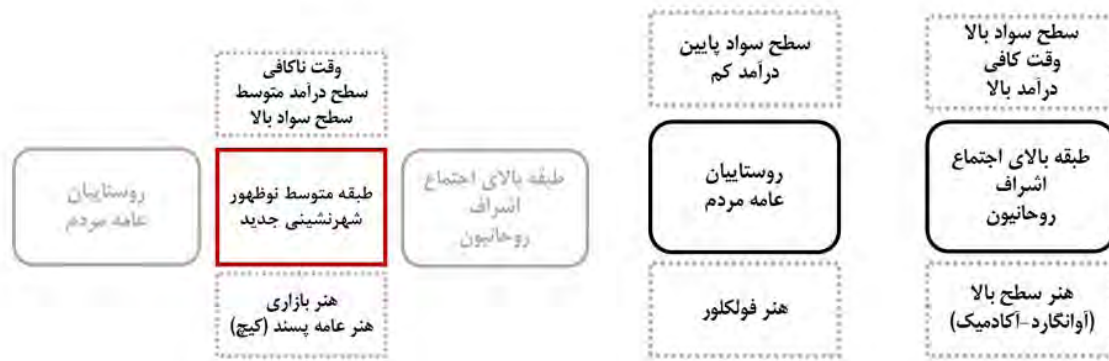 سطح سواد بالا
وقت کافی
درآمد بالا
طبقه بالای اجتماع
اشراف
روحانیون
هنر سطح بالا
(آوانگارد-آکادمیک)
سطح سواد پایین
درآمد کم
روستاییان
عامه مردم
هنر فولکلور
طبقه بالای اجتماع
اشراف
روحانیون
وقت ناکافی
سطح درآمد متوسط
سطح سواد بالا
طبقه متوسط نوظهور
شهرنشینی جدید
هنر بازاری
هنر عامه پسند (کیچ)
روستاییان
عامه مردم